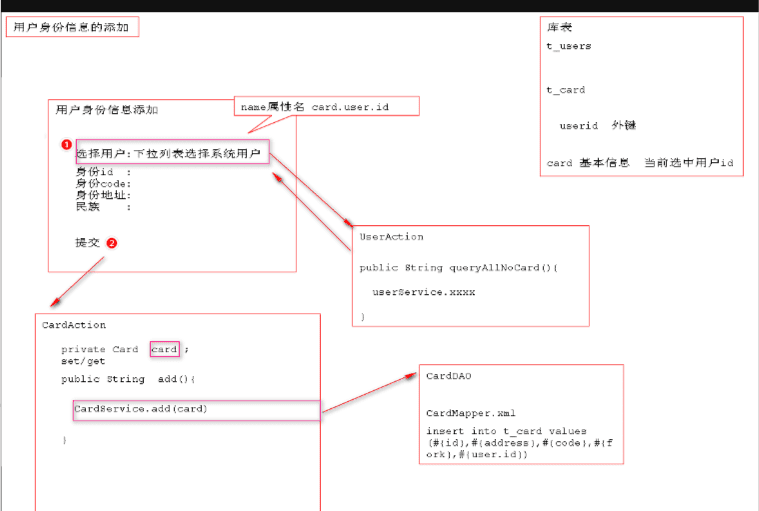 用户身份信息的添加
库表
t_users
t_card
userid 外键
card 基本信息 当前选中用户id
用户身份信息添加
name属性名 card.user.id
1
选择用户:下拉列表选择系统用户
身份id :
身份code:
身份地址:
民族 :
提交 2
UserAction
public String queryAllNoCard(){
userService.xxxx
}
CardAction
private Card card ;
set/get
public String add(){
CardService.add(card)
}
CardDAO
CardMapper.xml
insert into t_card values
(#{id},#{address},#{code},#{f
ork},#{user.id})